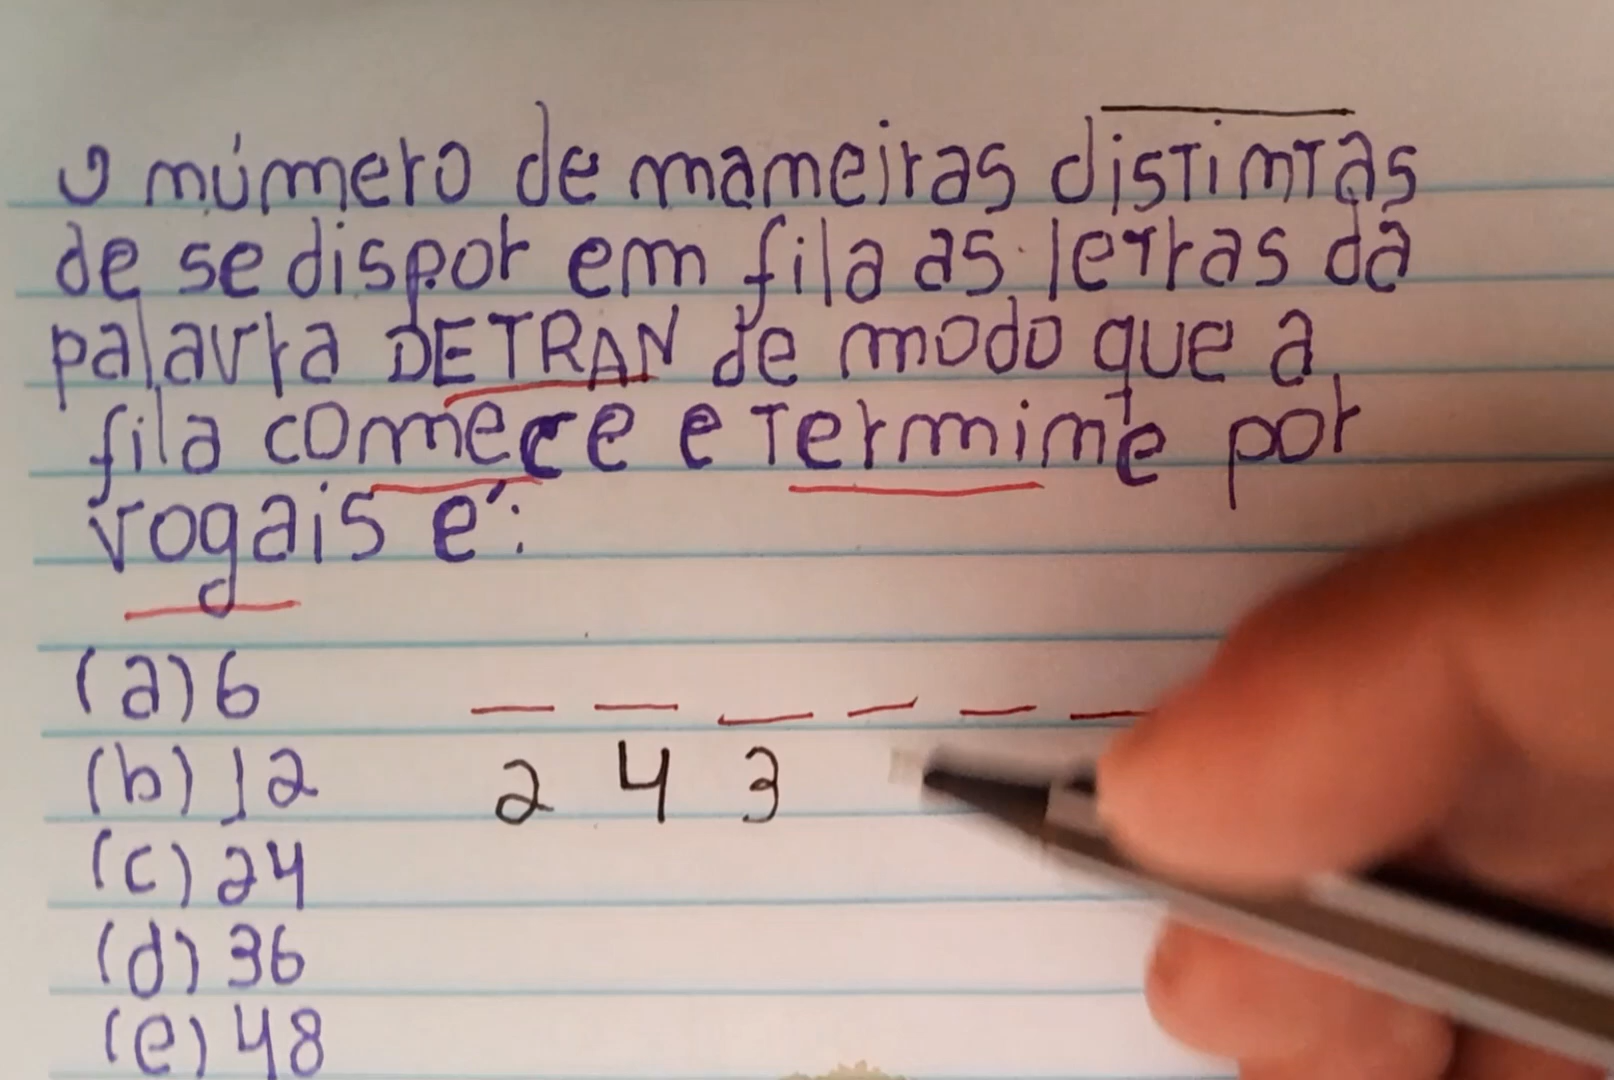 O número de maneiras distintas
de se dispor em fila as letras da
palavra DETRAN de modo que a
fila comece e termine por
vogais é:
(a) 6
(b) 12
2 4 3
(c) 24
(d) 36
(e) 48